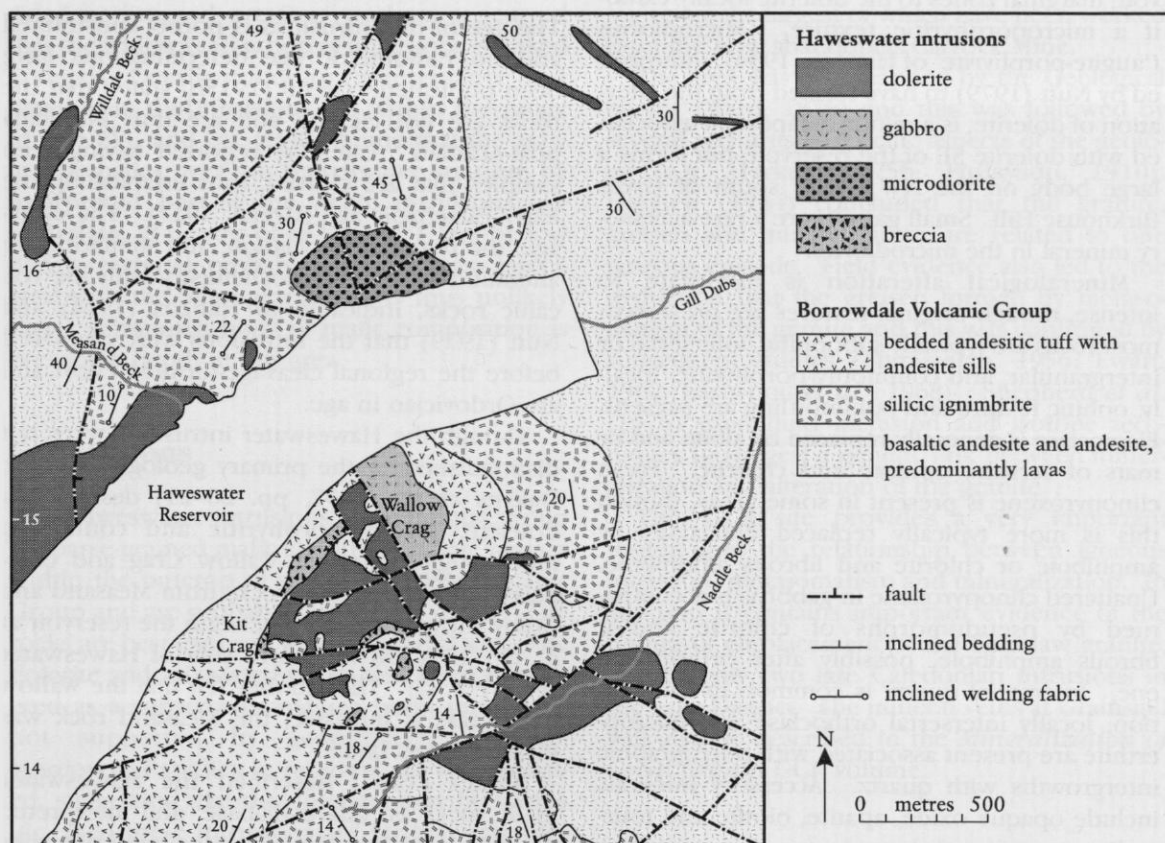 49
50
Willdale Beck
30
45
30
30
16
22
Gill Dubs
Measand Beck
40
10
Haweswater
Reservoir
15
Wallow
Crag
20
Naddle Beck
Kit
Crag
14
18
14
20
14
18
Haweswater intrusions
dolerite
gabbro
microdiorite
breccia
Borrowdale Volcanic Group
bedded andesitic tuff with
andesite sills
silicic ignimbrite
basaltic andesite and andesite,
predominantly lavas
fault
inclined bedding
inclined welding fabric
N
0 metres 500